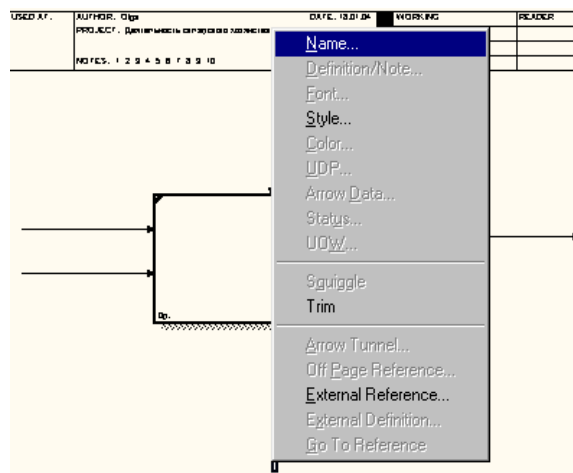 USED AT: AUTHOR: Olga DATE: 18.01.04 WORKING READER
PROJECT: Деятельность
NOTES: 1 2 3 4 5 6 7 8 9 10
Name...
Definition/Note...
Font...
Style...
Color...
UDP...
Arrow Data...
Status...
UOW...
Squiggle
Trim
Arrow Tunnel...
Off Page Reference...
External Reference...
External Definition...
Go To Reference
0р.